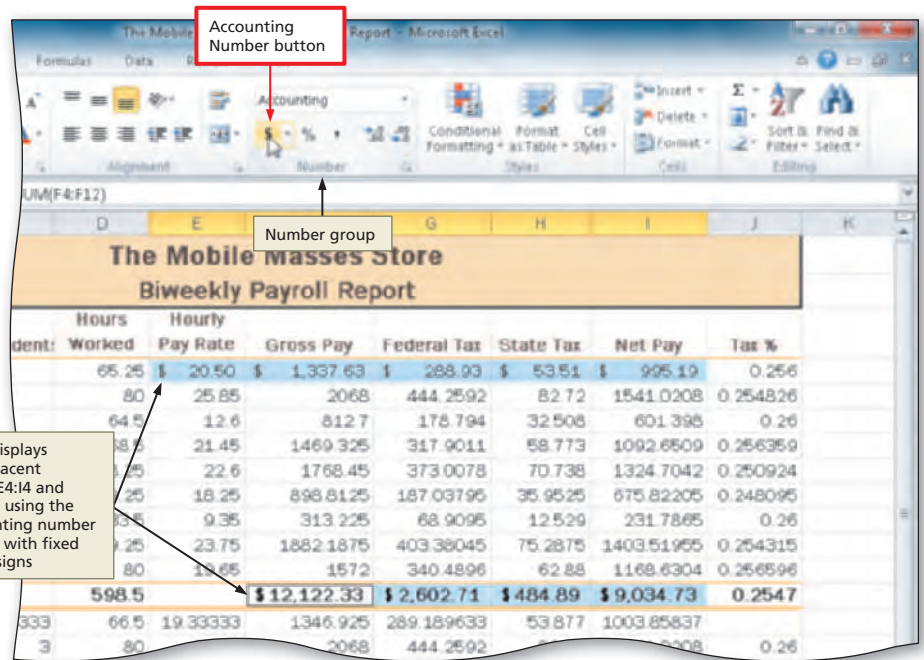 The Mobile
Report - Microsoft Excel
Accounting
Number button
Formulas
Data
Accounting
$ %
Conditional
Formatting
Format
as Table
Cell
Styles
Insert
Delete
Format
Σ
Sort &
Filter
Find &
Select
Alignment
Number
Styles
Cells
Editing
UM(F4:F12)
Number group
D E G H I J K
The Mobile Masses Store
Biweekly Payroll Report
Hours Hourly
dents Worked Pay Rate Gross Pay Federal Tax State Tax Net Pay Tax %
65.25 $ 20.50 $ 1,337.63 $ 288.93 $ 53.51 $ 995.19 0.256
80 25.85 2068 444.2592 82.72 1541.0208 0.254826
64.5 12.6 812.7 178.794 32.508 601.398 0.26
8.5 21.45 1469.325 317.9011 58.773 1092.6509 0.256359
.25 22.6 1768.45 373.0078 70.738 1324.7042 0.250924
25 18.25 898.8125 187.03795 35.9525 675.82205 0.248095
3.5 9.35 313.225 68.9095 12.529 231.7865 0.26
.25 23.75 1882.1875 403.38045 75.2875 1403.51955 0.254315
80 19.65 1572 340.4896 62.88 1168.6304 0.256596
598.5 $ 12,122.33 $ 2,602.71 $ 484.89 $ 9,034.73 0.2547
333 66.5 19.33333 1346.925 289.189633 53.877 1003.85837
3 80 2068 444.2592 0.26
isplays
acent
E4:I4 and
using the
nting number
with fixed
signs